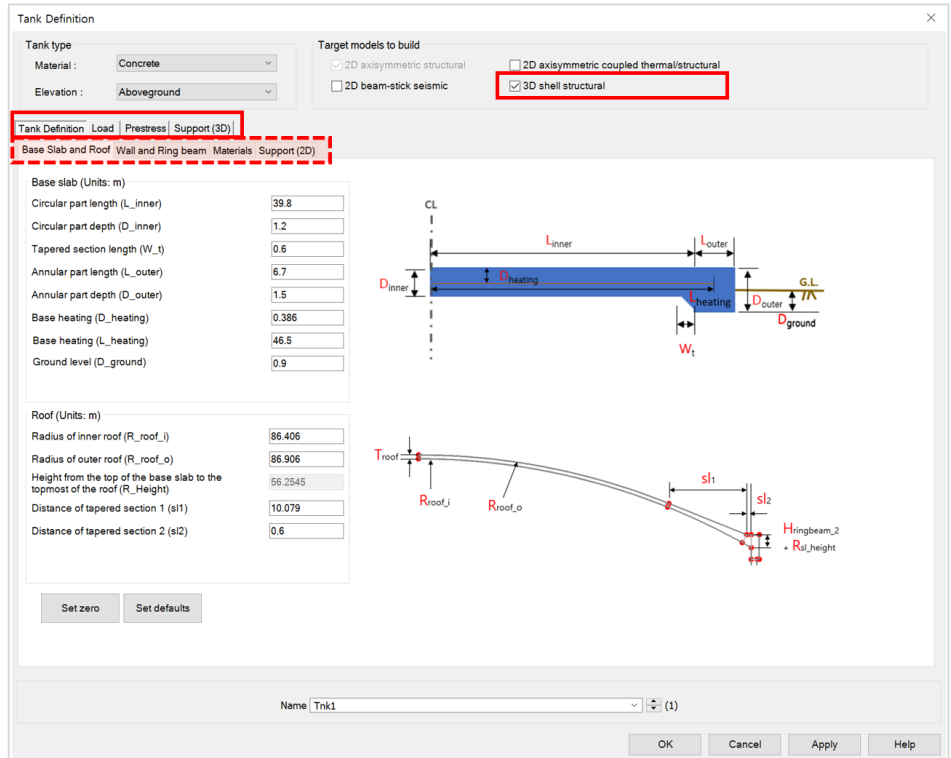 Tank Definition
Tank type
Material :
Concrete
Elevation :
Aboveground
Target models to build
2D axisymmetric structural
2D axisymmetric coupled thermal/structural
2D beam-stick seismic
3D shell structural
Tank Definition Load Prestress Support (3D)
Base Slab and Roof Wall and Ring beam Materials Support (2D)
Base slab (Units: m)
Circular part length (L_inner) 39.8
Circular part depth (D_inner) 1.2
Tapered section length (W_t) 0.6
Annular part length (L_outer) 6.7
Annular part depth (D_outer) 1.5
Base heating (D_heating) 0.386
Base heating (L_heating) 46.5
Ground level (D_ground) 0.9
CL
Linner
Louter
Dinner
Dheating
Lheating
Douter
G.L.
Dground
Wt
Roof (Units: m)
Radius of inner roof (R_roof_i) 86.406
Radius of outer roof (R_roof_o) 86.906
Height from the top of the base slab to the
topmost of the roof (R_Height) 56.2545
Distance of tapered section 1 (sl1) 10.079
Distance of tapered section 2 (sl2) 0.6
Troof
Rroof_i
Rroof_o
sl1
sl2
Hringbeam_2
+ Rsl_height
Set zero Set defaults
Name Tnk1 (1)
OK Cancel Apply Help